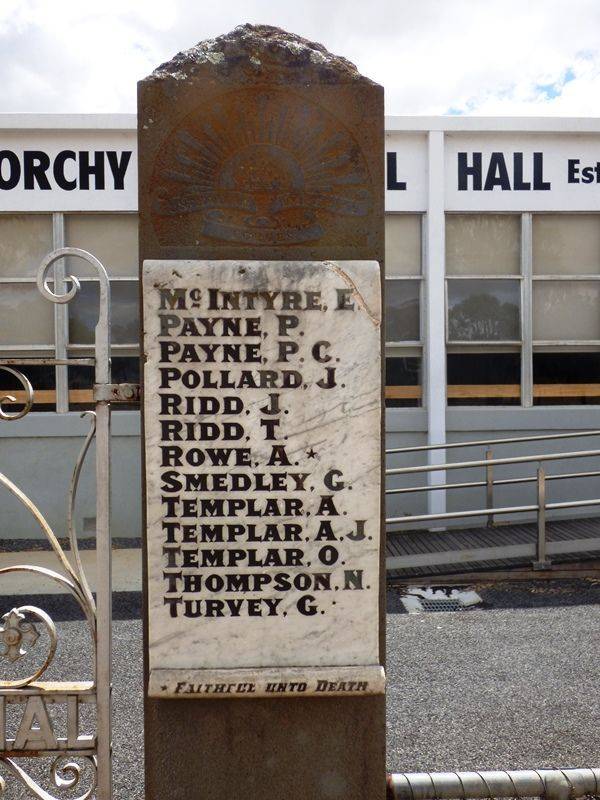 ORCHY
L HALL Est
McINTYRE, E.
PAYNE, P.
PAYNE, P. C.
POLLARD, J.
RIDD, J.
RIDD, T.
ROWE, A. *
SMEDLEY, G.
TEMPLAR, A.
TEMPLAR, A. J.
TEMPLAR, O.
THOMPSON, N.
TURVEY, G.
* FAITHFUL UNTO DEATH
IAL